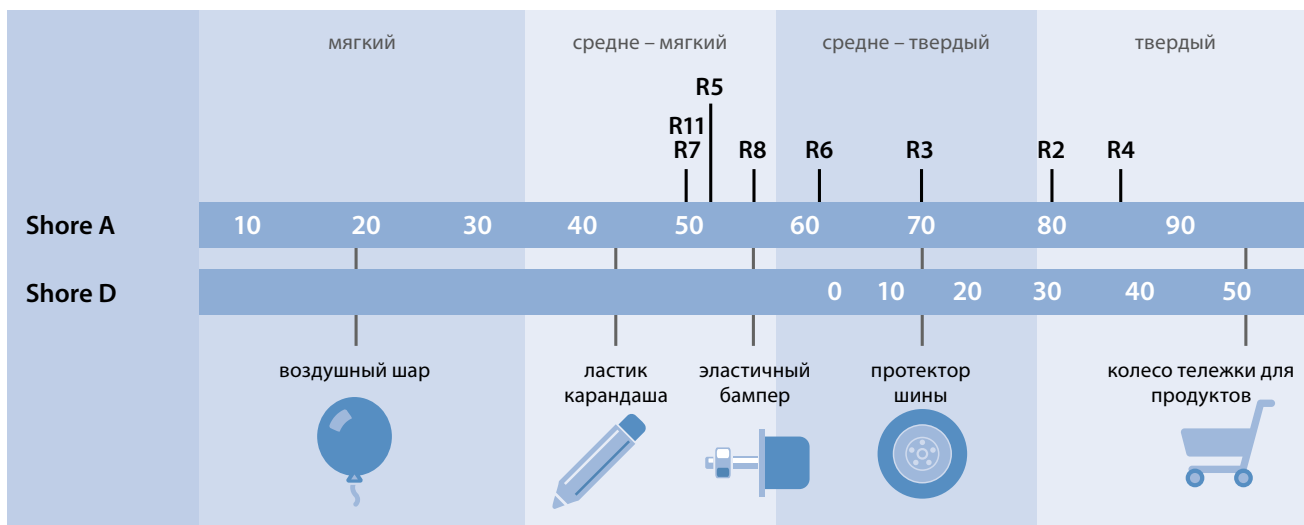 мягкий
средне – мягкий
средне – твердый
твердый
R5
R11
R7
R8
R6
R3
R2
R4
Shore A
10 20 30 40 50 60 70 80 90
Shore D
0 10 20 30 40 50
воздушный шар
ластик
карандаша
эластичный
бампер
протектор
шины
колесо тележки для
продуктов